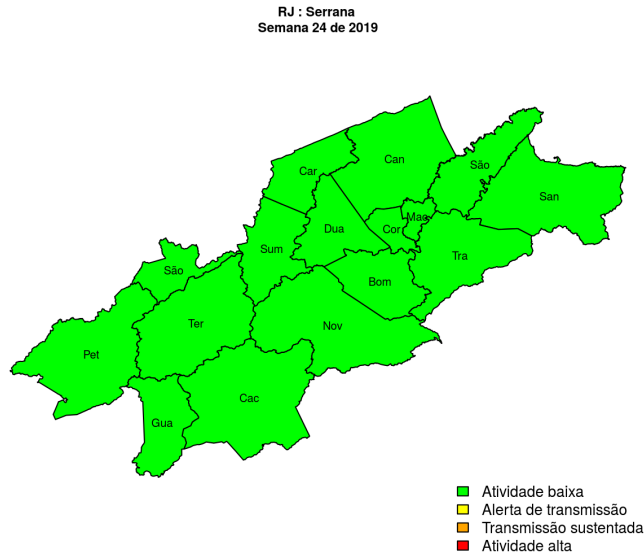 RJ : Serrana
Semana 24 de 2019
Can
São
Car
San
Mac
Dua
Cor
Sum
Tra
São
Bom
Ter
Nov
Pet
Cac
Gua
Atividade baixa
Alerta de transmissão
Transmissão sustentada
Atividade alta